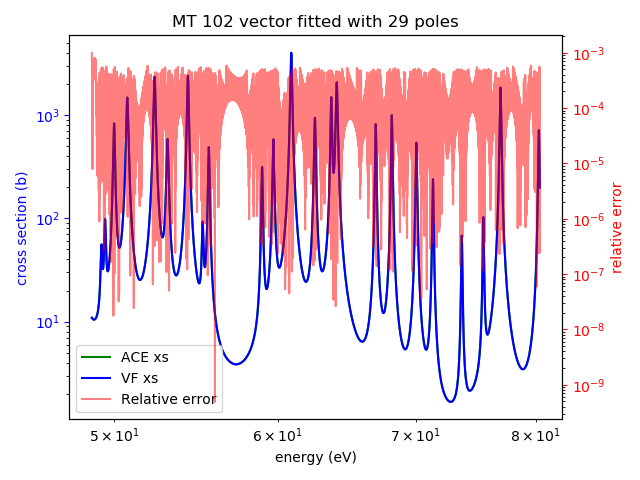 MT 102 vector fitted with 29 poles
10³
10²
10¹
cross section (b)
10⁻³
10⁻⁴
10⁻⁵
10⁻⁶
10⁻⁷
10⁻⁸
10⁻⁹
relative error
ACE xs
VF xs
Relative error
5 × 10¹
6 × 10¹
7 × 10¹
8 × 10¹
energy (eV)